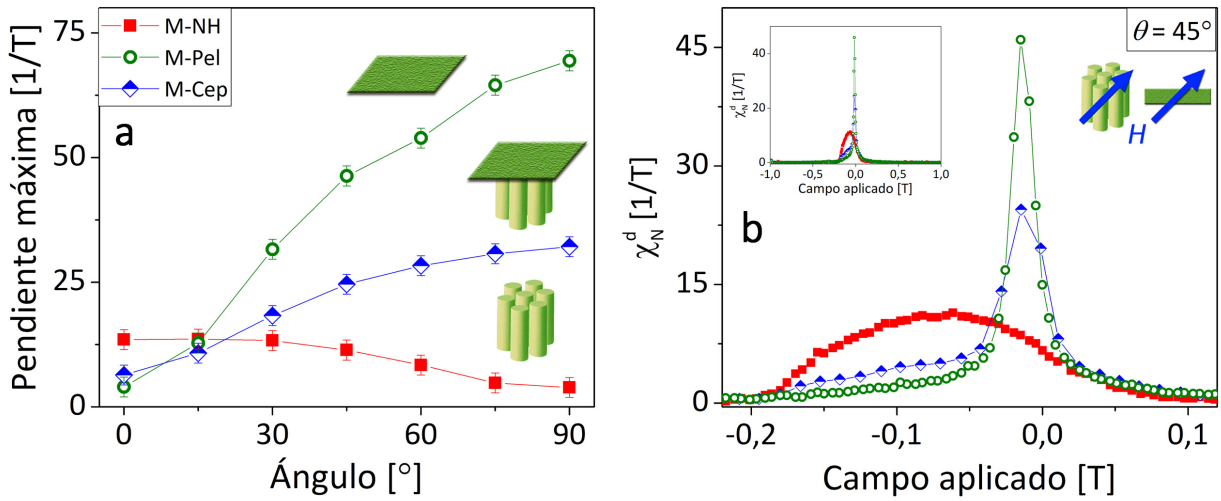 M-NH
M-Pel
M-Cep
a
Pendiente máxima [1/T]
75
50
25
0
0
30
60
90
Ángulo [°]
θ = 45°
H
b
χ_N^d [1/T]
45
30
15
0
-0,2
-0,1
0,0
0,1
Campo aplicado [T]
χ_N^d [1/T]
40
20
0
-1,0
-0,5
0,0
0,5
1,0
Campo aplicado [T]